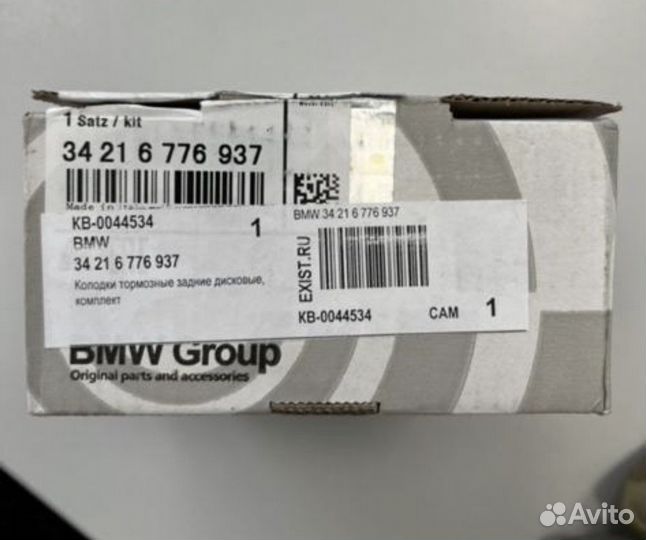 1 Satz / kit
34 21 6 776 937
Made in
KB-0044534
1
BMW
34 21 6 776 937
Колодки тормозные задние дисковые,
комплект
BMW 34 21 6 776 937
EXIST.RU
KB-0044534
CAM
1
BMW Group
Original parts and accessories
Avito